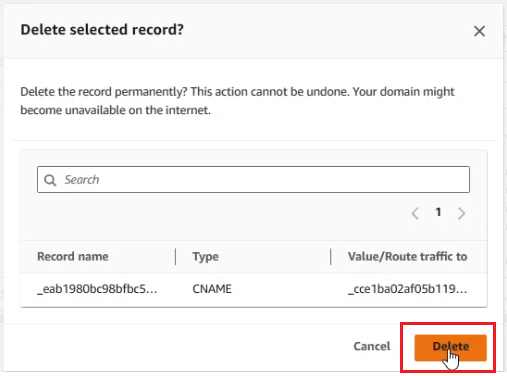 Delete selected record?
Delete the record permanently? This action cannot be undone. Your domain might
become unavailable on the internet.
Search
1
Record name Type Value/Route traffic to
_eab1980bc98bfbc5... CNAME _cce1ba02af05b119...
Cancel Delete